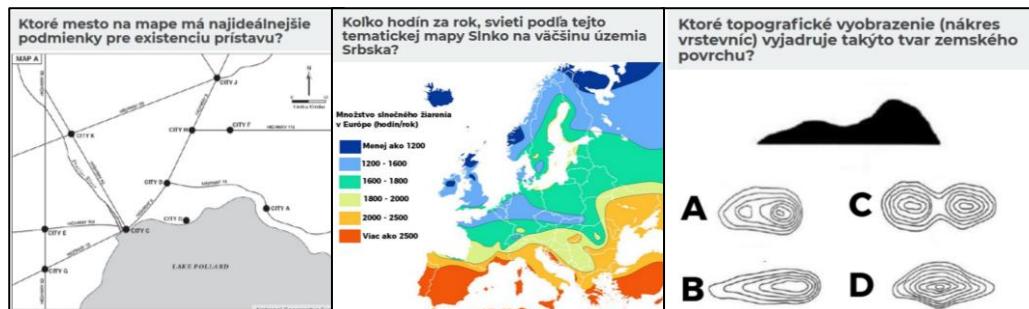 Ktoré mesto na mape má najideálnejšie
podmienky pre existenciu prístavu?
MAP A
N
CITY J
CITY K
CITY H
CITY F
CITY B
CITY D
CITY A
CITY E
CITY C
CITY G
LAKE POLLARD
Koľko hodín za rok, svieti podľa tejto
tematickej mapy Slnko na väčšinu územia
Srbska?
Množstvo slnečného žiarenia
v Európe (hodín/rok)
Menej ako 1200
1200 - 1600
1600 - 1800
1800 - 2000
2000 - 2500
Viac ako 2500
Ktoré topografické vyobrazenie (nákres
vrstevníc) vyjadruje takýto tvar zemského
povrchu?
A
C
B
D